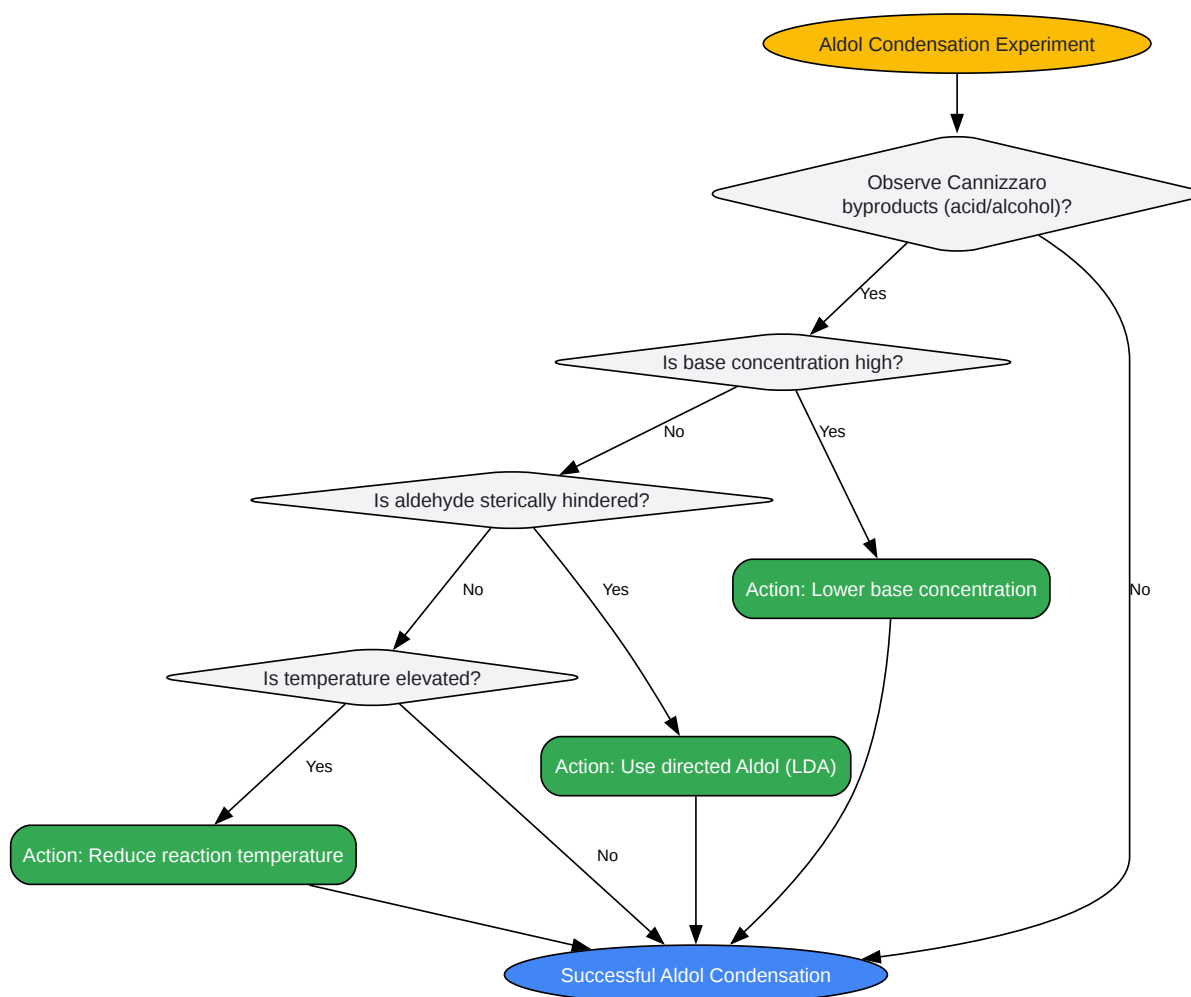 Aldol Condensation Experiment
Observe Cannizzaro
byproducts (acid/alcohol)?
Yes
Is base concentration high?
No
Yes
Is aldehyde sterically hindered?
Action: Lower base concentration
No
Yes
No
Is temperature elevated?
Yes
Action: Use directed Aldol (LDA)
Action: Reduce reaction temperature
No
Successful Aldol Condensation